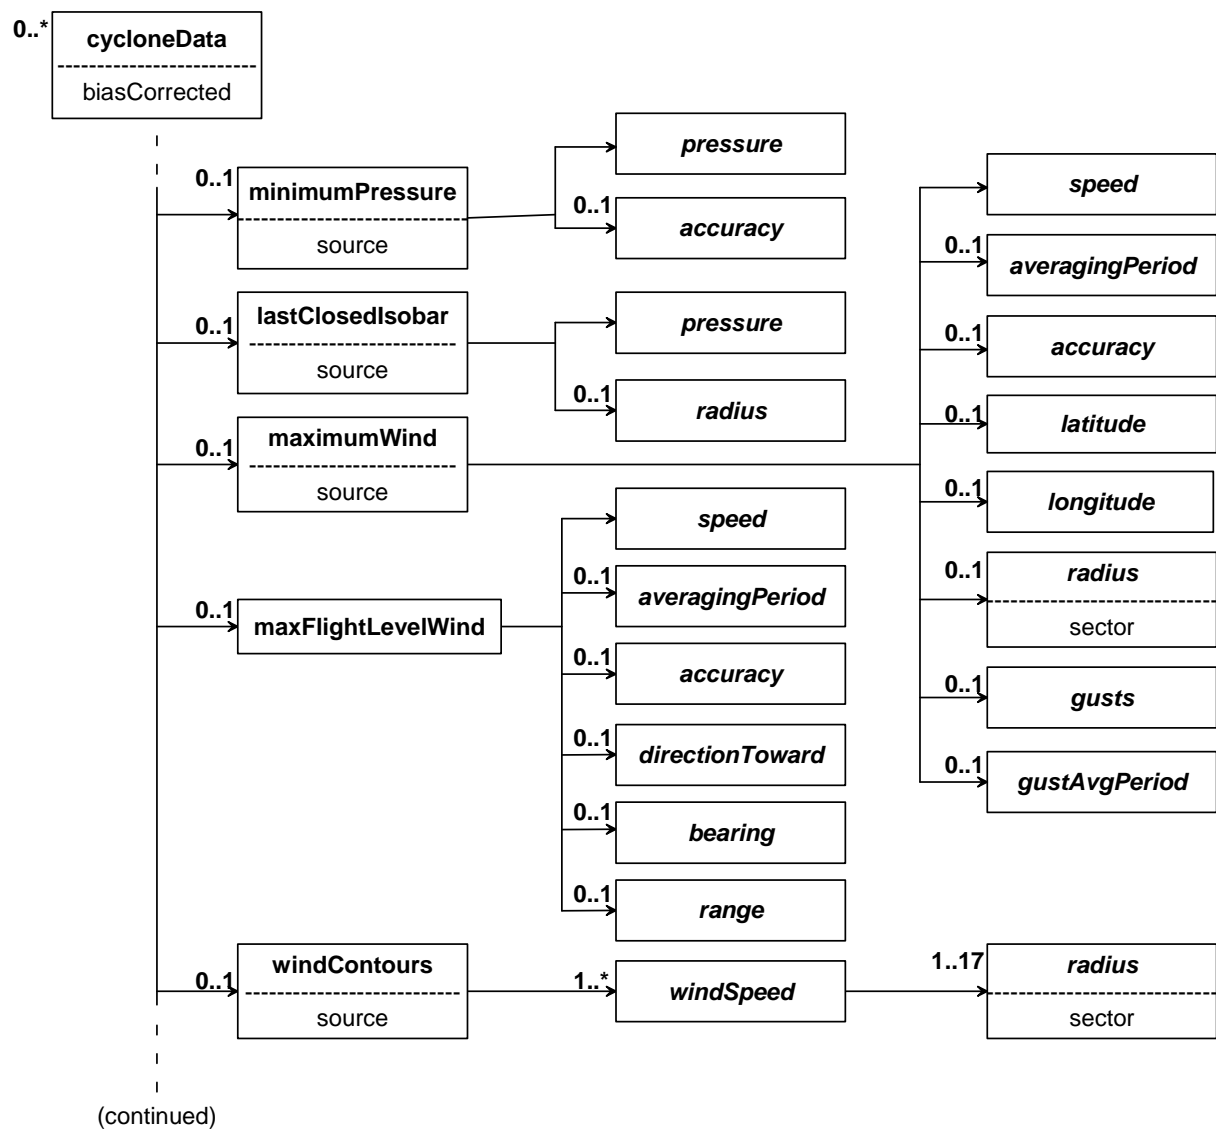 0..*
cycloneData
biasCorrected
0..1
minimumPressure
source
pressure
0..1
accuracy
0..1
lastClosedIsobar
source
pressure
0..1
radius
0..1
maximumWind
source
speed
0..1
averagingPeriod
0..1
accuracy
0..1
latitude
0..1
longitude
0..1
radius
sector
0..1
gusts
0..1
gustAvgPeriod
0..1
maxFlightLevelWind
speed
0..1
averagingPeriod
0..1
accuracy
0..1
directionToward
0..1
bearing
0..1
range
0..1
windContours
source
1..*
windSpeed
1..17
radius
sector
(continued)